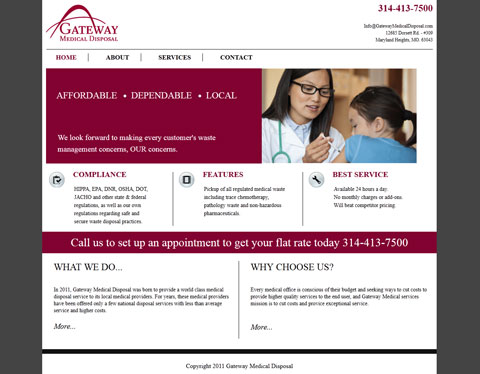 GATEWAY
MEDICAL DISPOSAL
314-413-7500
Info@GatewayMedicalDisposal.com
12685 Dorsett Rd. - #309
Maryland Heights, MO. 63043
HOME
ABOUT
SERVICES
CONTACT
AFFORDABLE • DEPENDABLE • LOCAL
We look forward to making every customer's waste
management concerns, OUR concerns.
COMPLIANCE
HIPPA, EPA, DNR, OSHA, DOT,
JACHO and other state & federal
regulations, as well as our own
regulations regarding safe and
secure waste disposal practices.
FEATURES
Pickup of all regulated medical waste
including trace chemotherapy,
pathology waste and non-hazardous
pharmaceuticals.
BEST SERVICE
Available 24 hours a day.
No monthly charges or add-ons.
Will beat competitor pricing.
Call us to set up an appointment to get your flat rate today 314-413-7500
WHAT WE DO...
In 2011, Gateway Medical Disposal was born to provide a world class medical
disposal service to its local medical providers. For years, these medical providers
have been offered only a few national disposal services with less than average
service and higher costs.
More...
WHY CHOOSE US?
Every medical office is conscious of their budget and seeking ways to cut costs to
provide higher quality services to the end user, and Gateway Medical services
mission is to cut costs and provice exceptional service.
More...
Copyright 2011 Gateway Medical Disposal